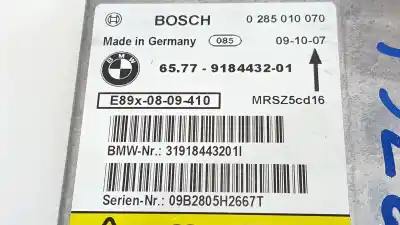 BOSCH 0 285 010 070
Made in Germany 085 09-10-07
BMW 65.77 - 9184432-01
E89x-08-09-410 MRSZ5cd16
BMW-Nr.: 31918443201I
Serien-Nr.: 09B2805H2667T